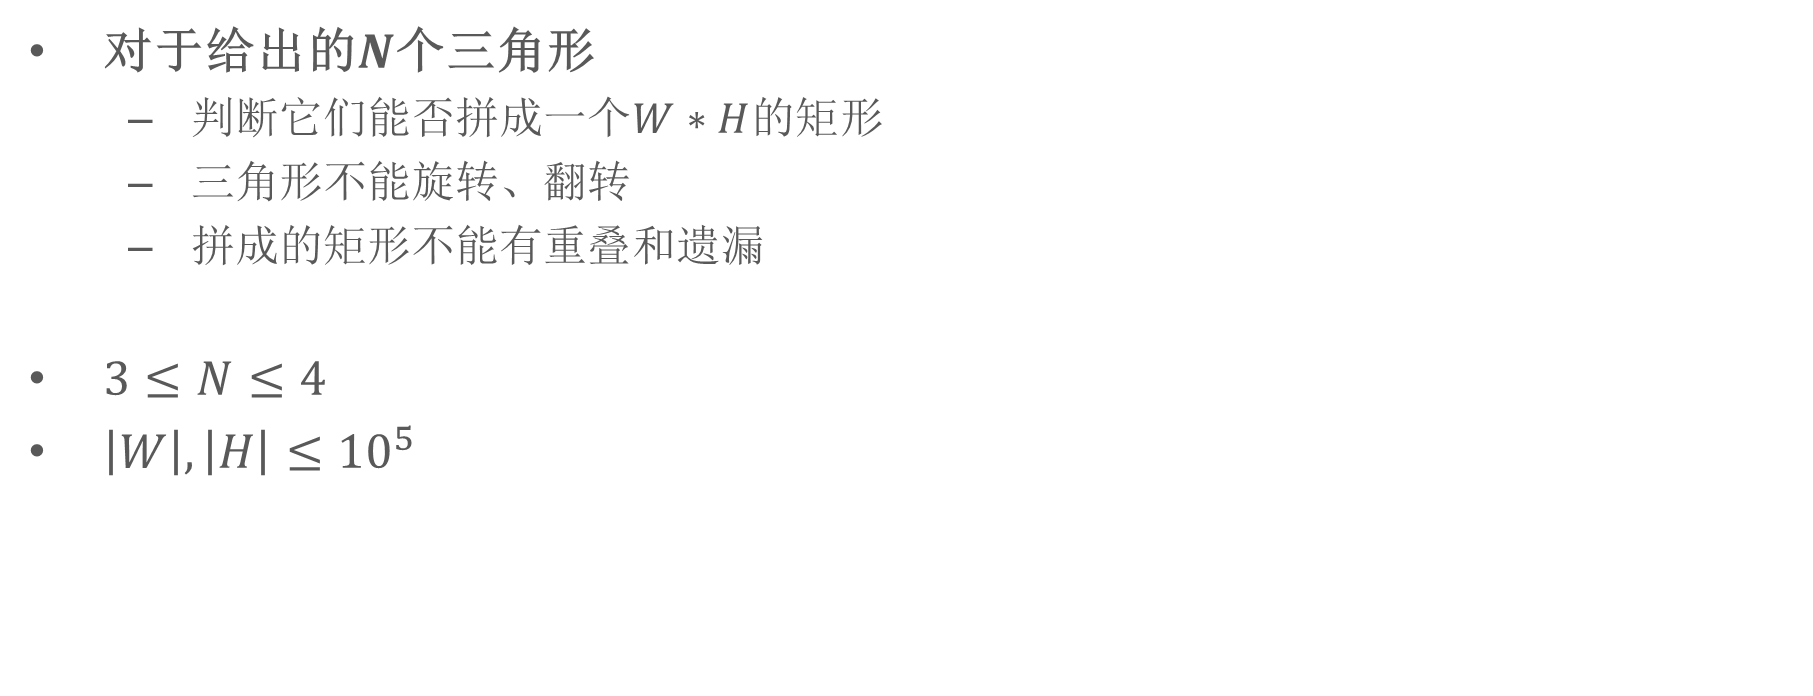 • 对于给出的N个三角形
– 判断它们能否拼成一个W ∗ H的矩形
– 三角形不能旋转、翻转
– 拼成的矩形不能有重叠和遗漏
• 3 ≤ N ≤ 4
• |W|, |H| ≤ 10⁵